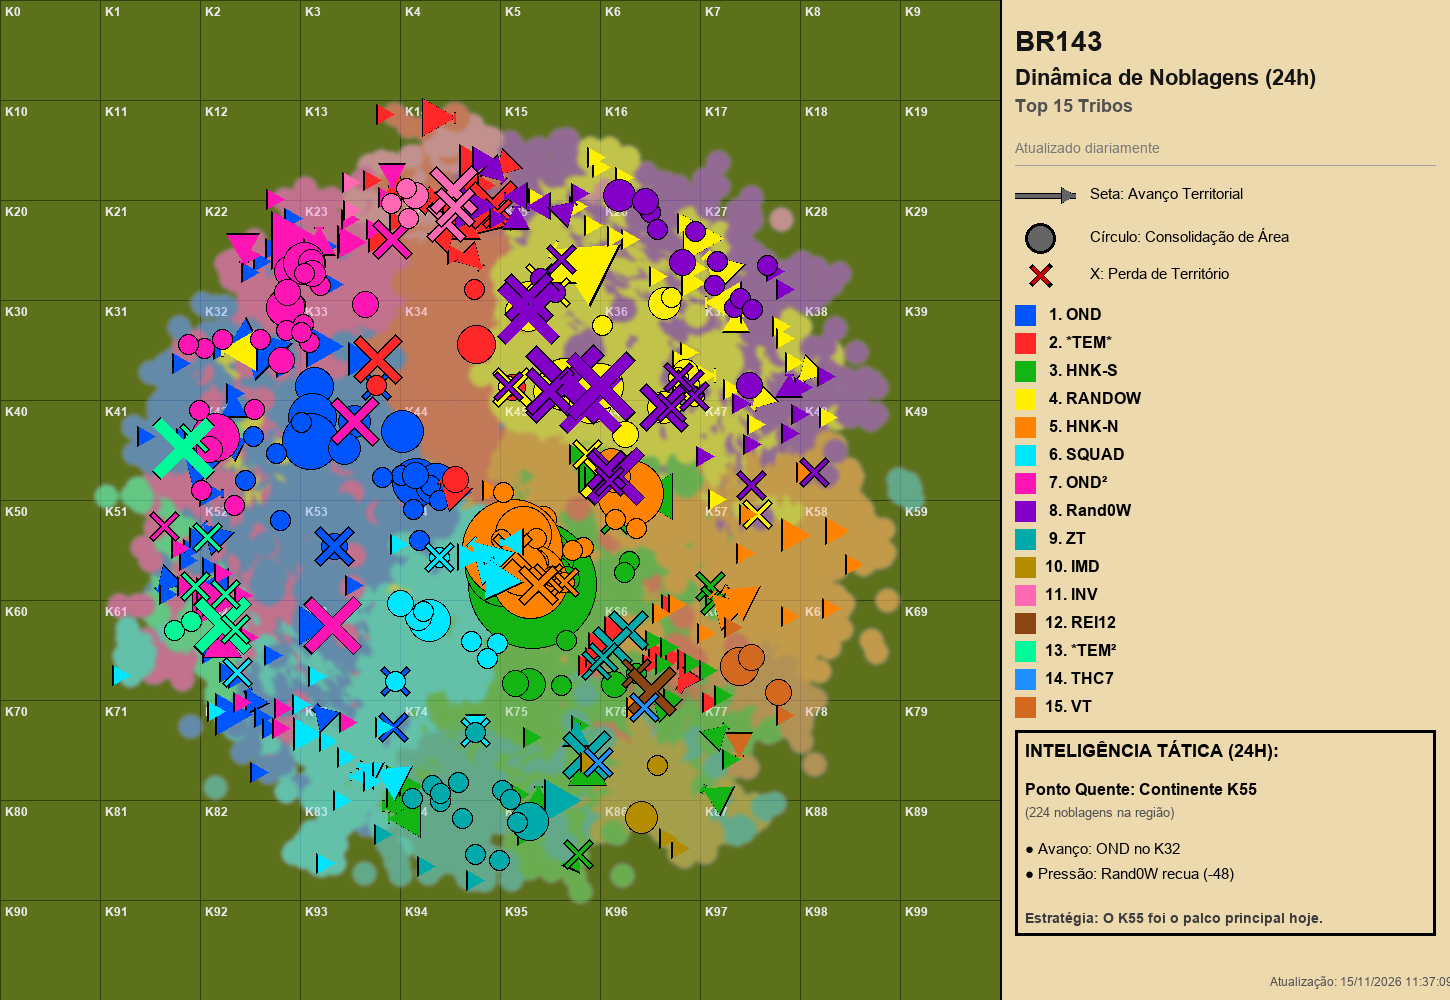 K0 K1 K2 K3 K4 K5 K6 K7 K8 K9
K10 K11 K12 K13 K15 K16 K17 K18 K19
K20 K21 K22 K23 K27 K28 K29
K30 K31 K32 K34 K36 K37 K38 K39
K40 K41 K44 K45 K47 K49
K50 K51 K52 K53 K57 K58 K59
K60 K61 K66 K69
K70 K71 K74 K75 K77 K78 K79
K80 K81 K82 K83 K86 K88 K89
K90 K91 K92 K93 K94 K95 K96 K97 K98 K99
BR143
Dinâmica de Noblagens (24h)
Top 15 Tribos
Atualizado diariamente
Seta: Avanço Territorial
Círculo: Consolidação de Área
X: Perda de Território
1. OND
2. *TEM*
3. HNK-S
4. RANDOW
5. HNK-N
6. SQUAD
7. OND²
8. Rand0W
9. ZT
10. IMD
11. INV
12. REI12
13. *TEM²
14. THC7
15. VT
INTELIGÊNCIA TÁTICA (24H):
Ponto Quente: Continente K55
(224 noblagens na região)
● Avanço: OND no K32
● Pressão: Rand0W recua (-48)
Estratégia: O K55 foi o palco principal hoje.
Atualização: 15/11/2026 11:37:09